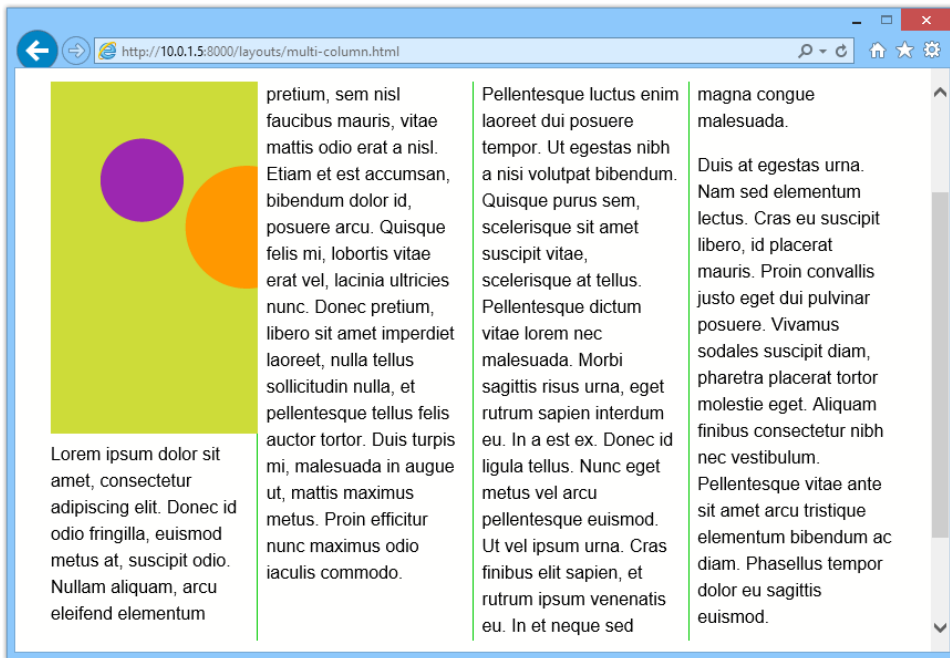 http://10.0.1.5:8000/layouts/multi-column.html
Lorem ipsum dolor sit
amet, consectetur
adipiscing elit. Donec id
odio fringilla, euismod
metus at, suscipit odio.
Nullam aliquam, arcu
eleifend elementum
pretium, sem nisl
faucibus mauris, vitae
mattis odio erat a nisl.
Etiam et est accumsan,
bibendum dolor id,
posuere arcu. Quisque
felis mi, lobortis vitae
erat vel, lacinia ultricies
nunc. Donec pretium,
libero sit amet imperdiet
laoreet, nulla tellus
sollicitudin nulla, et
pellentesque tellus felis
auctor tortor. Duis turpis
mi, malesuada in augue
ut, mattis maximus
metus. Proin efficitur
nunc maximus odio
iaculis commodo.
Pellentesque luctus enim
laoreet dui posuere
tempor. Ut egestas nibh
a nisi volutpat bibendum.
Quisque purus sem,
scelerisque sit amet
suscipit vitae,
scelerisque at tellus.
Pellentesque dictum
vitae lorem nec
malesuada. Morbi
sagittis risus urna, eget
rutrum sapien interdum
eu. In a est ex. Donec id
ligula tellus. Nunc eget
metus vel arcu
pellentesque euismod.
Ut vel ipsum urna. Cras
finibus elit sapien, et
rutrum ipsum venenatis
eu. In et neque sed
magna congue
malesuada.
Duis at egestas urna.
Nam sed elementum
lectus. Cras eu suscipit
libero, id placerat
mauris. Proin convallis
justo eget dui pulvinar
posuere. Vivamus
sodales suscipit diam,
pharetra placerat tortor
molestie eget. Aliquam
finibus consectetur nibh
nec vestibulum.
Pellentesque vitae ante
sit amet arcu tristique
elementum bibendum ac
diam. Phasellus tempor
dolor eu sagittis
euismod.